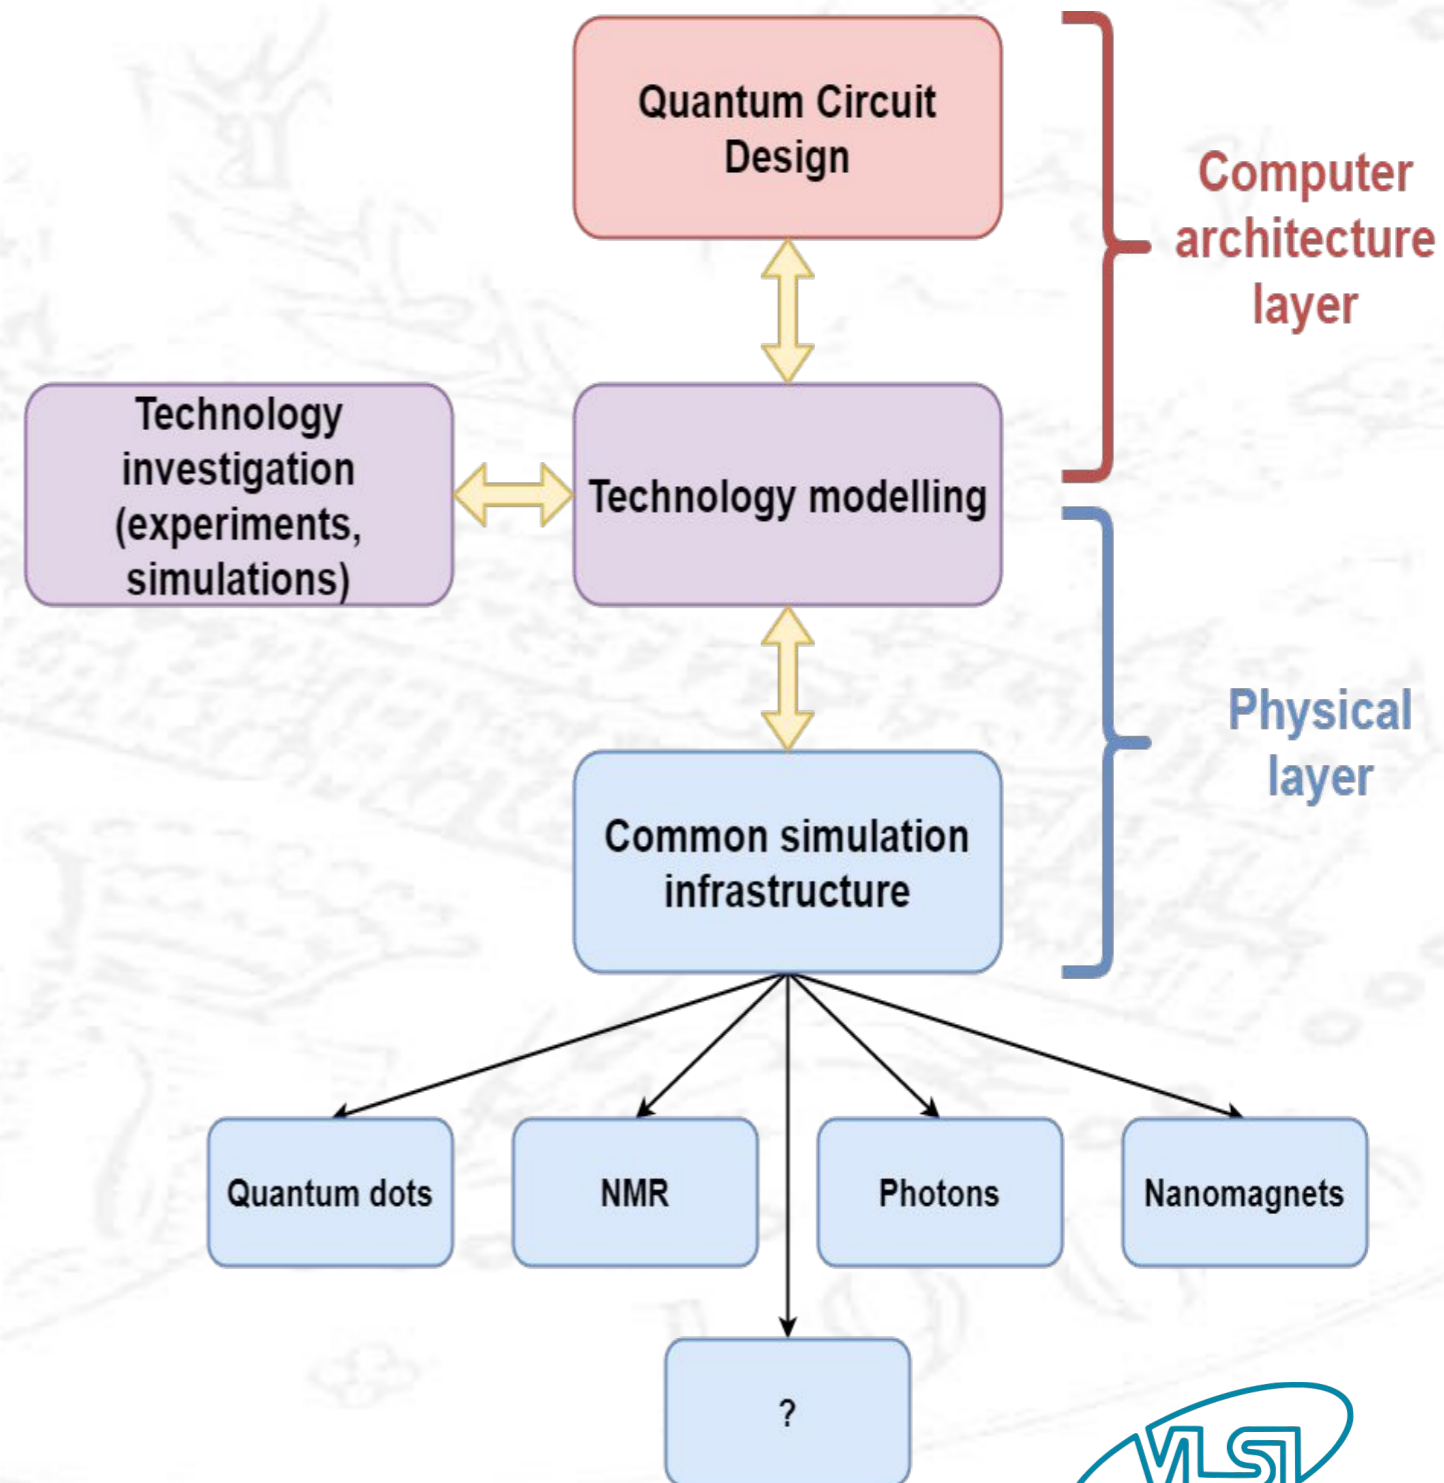 Quantum Circuit
Design
Computer
architecture
layer
Technology
investigation
(experiments,
simulations)
Technology modelling
Physical
layer
Common simulation
infrastructure
Quantum dots
NMR
Photons
Nanomagnets
?
VLSI